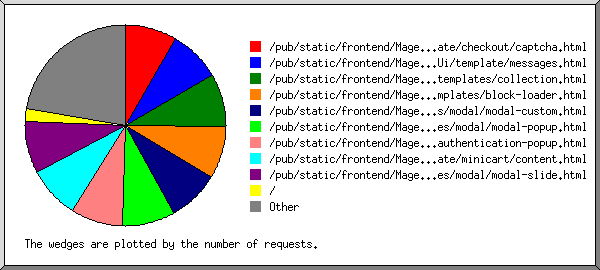 /pub/static/frontend/Mage...ate/checkout/captcha.html
/pub/static/frontend/Mage...Ui/template/messages.html
/pub/static/frontend/Mage...templates/collection.html
/pub/static/frontend/Mage...mplates/block-loader.html
/pub/static/frontend/Mage...s/modal/modal-custom.html
/pub/static/frontend/Mage...es/modal/modal-popup.html
/pub/static/frontend/Mage...authentication-popup.html
/pub/static/frontend/Mage...ate/minicart/content.html
/pub/static/frontend/Mage...es/modal/modal-slide.html
/
Other
The wedges are plotted by the number of requests.